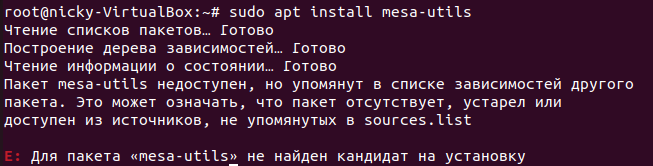 root@nicky-VirtualBox:~# sudo apt install mesa-utils
Чтение списков пакетов… Готово
Построение дерева зависимостей… Готово
Чтение информации о состоянии… Готово
Пакет mesa-utils недоступен, но упомянут в списке зависимостей другого
пакета. Это может означать, что пакет отсутствует, устарел или
доступен из источников, не упомянутых в sources.list
E: Для пакета «mesa-utils» не найден кандидат на установку